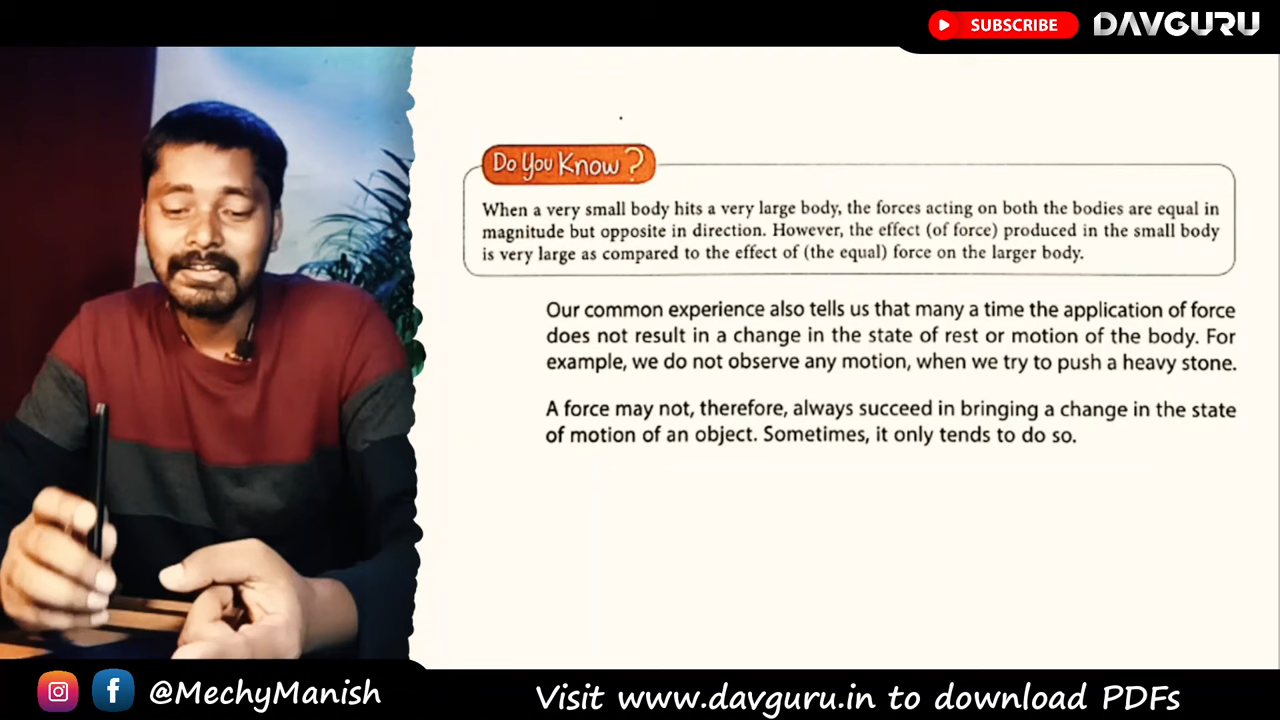 SUBSCRIBE DAVGURU
Do You Know?
When a very small body hits a very large body, the forces acting on both the bodies are equal in
magnitude but opposite in direction. However, the effect (of force) produced in the small body
is very large as compared to the effect of (the equal) force on the larger body.
Our common experience also tells us that many a time the application of force
does not result in a change in the state of rest or motion of the body. For
example, we do not observe any motion, when we try to push a heavy stone.
A force may not, therefore, always succeed in bringing a change in the state
of motion of an object. Sometimes, it only tends to do so.
@MechyManish
Visit www.davguru.in to download PDFs